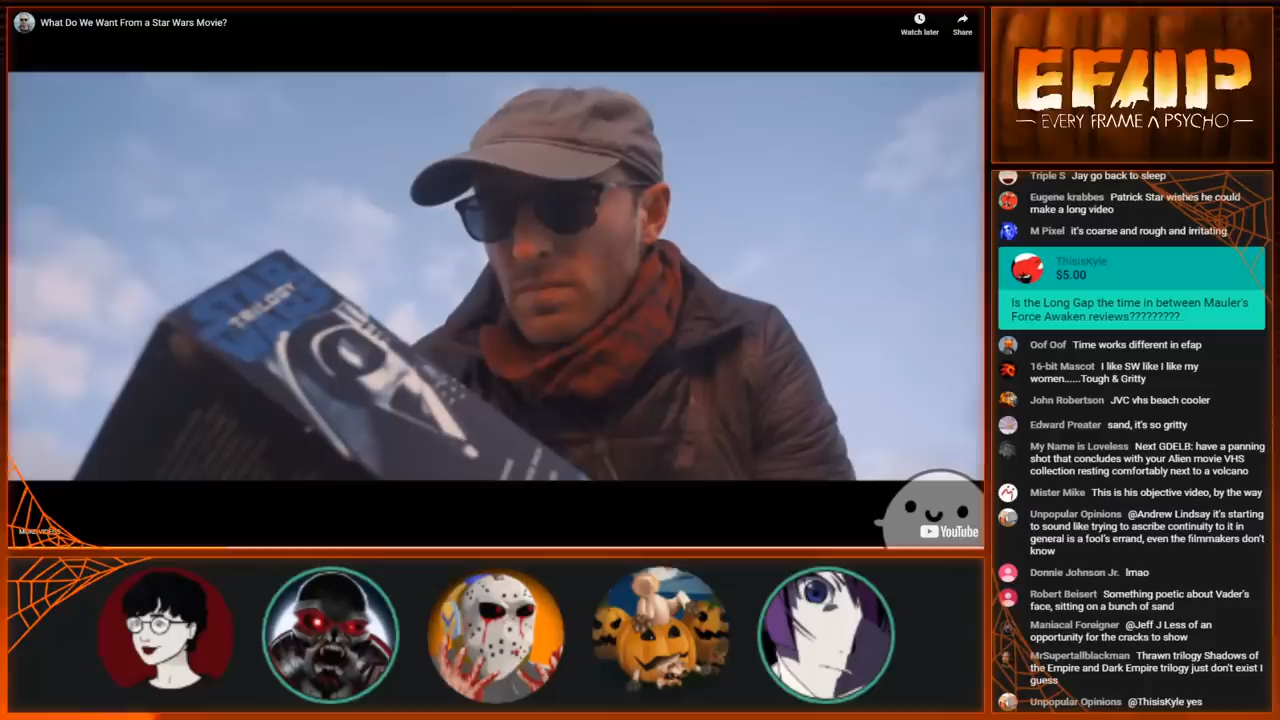 What Do We Want From a Star Wars Movie?
Watch later
Share
STAR
WARS
TRILOGY
MORE VIDEOS
YouTube
EFAP
EVERY FRAME A PSYCHO
Triple S Jay go back to sleep
Eugene krabbes Patrick Star wishes he could
make a long video
M Pixel it's coarse and rough and irritating
ThisisKyle
$5.00
Is the Long Gap the time in between Mauler's
Force Awaken reviews?????????
Oof Oof Time works different in efap
16-bit Mascot I like SW like I like my
women......Tough & Gritty
John Robertson JVC vhs beach cooler
Edward Preater sand, it's so gritty
My Name is Loveless Next GDELB: have a panning
shot that concludes with your Alien movie VHS
collection resting comfortably next to a volcano
Mister Mike This is his objective video, by the way
Unpopular Opinions @Andrew Lindsay it's starting
to sound like trying to ascribe continuity to it in
general is a fool's errand, even the filmmakers don't
know
Donnie Johnson Jr. lmao
Robert Beisert Something poetic about Vader's
face, sitting on a bunch of sand
Maniacal Foreigner @Jeff J Less of an
opportunity for the cracks to show
MrSupertallblackman Thrawn trilogy Shadows of
the Empire and Dark Empire trilogy just don't exist I
guess
Unpopular Opinions @ThisisKyle yes